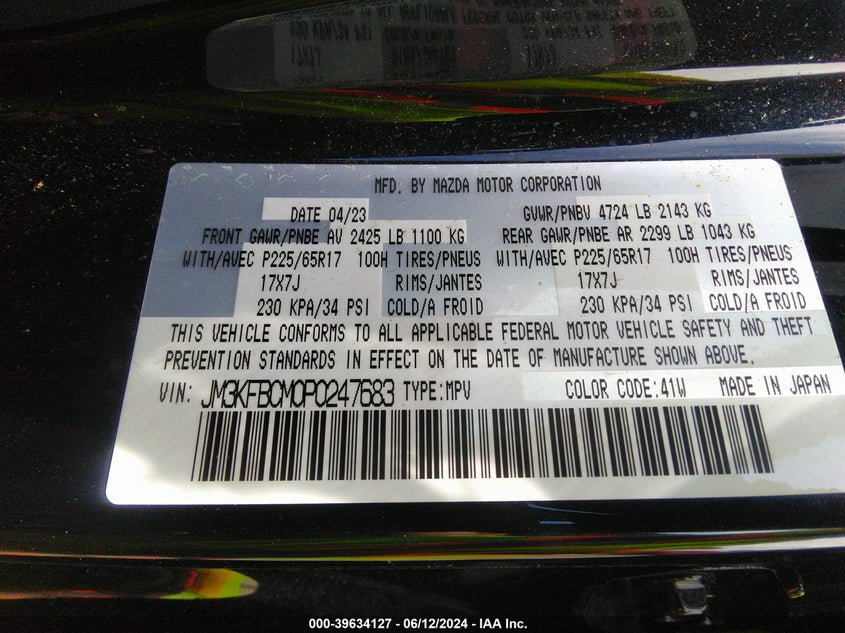 MFD. BY MAZDA MOTOR CORPORATION
DATE 04/23 GVWR/PNBV 4724 LB 2143 KG
FRONT GAWR/PNBE AV 2425 LB 1100 KG REAR GAWR/PNBE AR 2299 LB 1043 KG
WITH/AVEC P225/65R17 100H TIRES/PNEUS WITH/AVEC P225/65R17 100H TIRES/PNEUS
17X7J RIMS/JANTES 17X7J RIMS/JANTES
230 KPA/34 PSI COLD/A FROID 230 KPA/34 PSI COLD/A FROID
THIS VEHICLE CONFORMS TO ALL APPLICABLE FEDERAL MOTOR VEHICLE SAFETY AND THEFT
PREVENTION STANDARDS IN EFFECT ON THE DATE OF MANUFACTURE SHOWN ABOVE.
VIN: JM3KFBCM0P0247683 TYPE:MPV COLOR CODE:41W MADE IN JAPAN
000-39634127 - 06/12/2024 - IAA Inc.